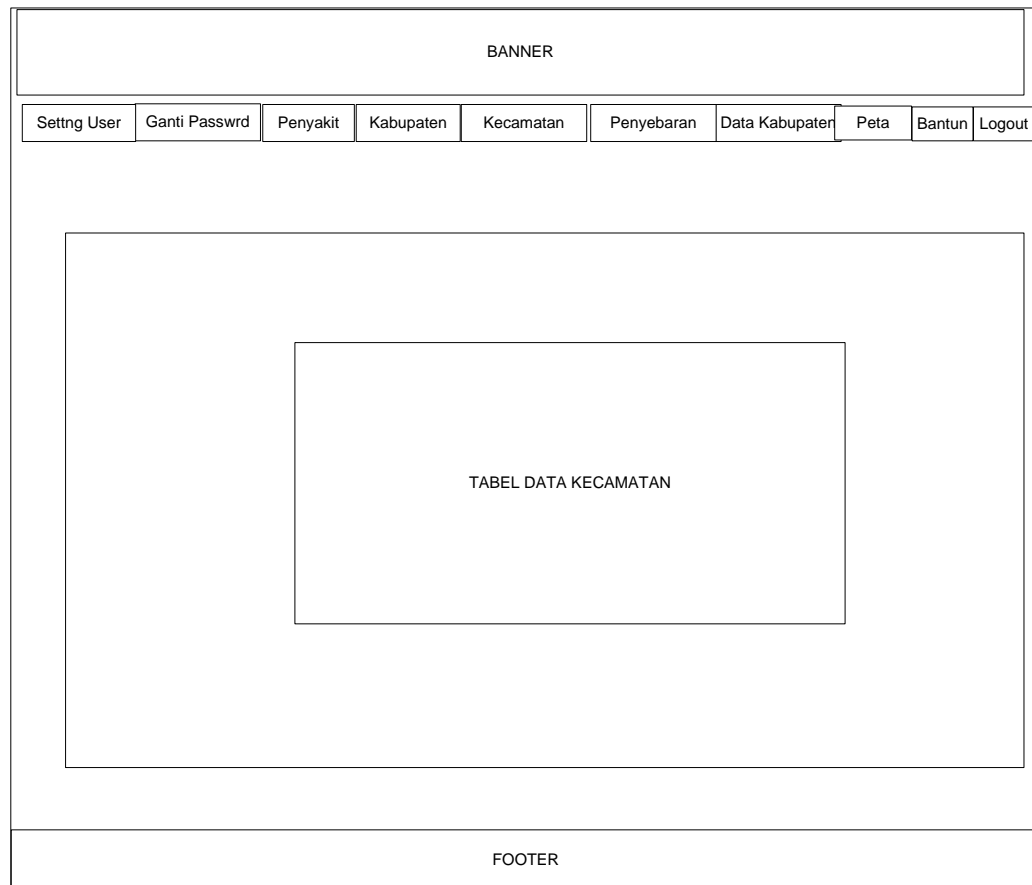 BANNER
Settng User Ganti Passwrd Penyakit Kabupaten Kecamatan Penyebaran Data Kabupaten Peta Bantun Logout
TABEL DATA KECAMATAN
FOOTER